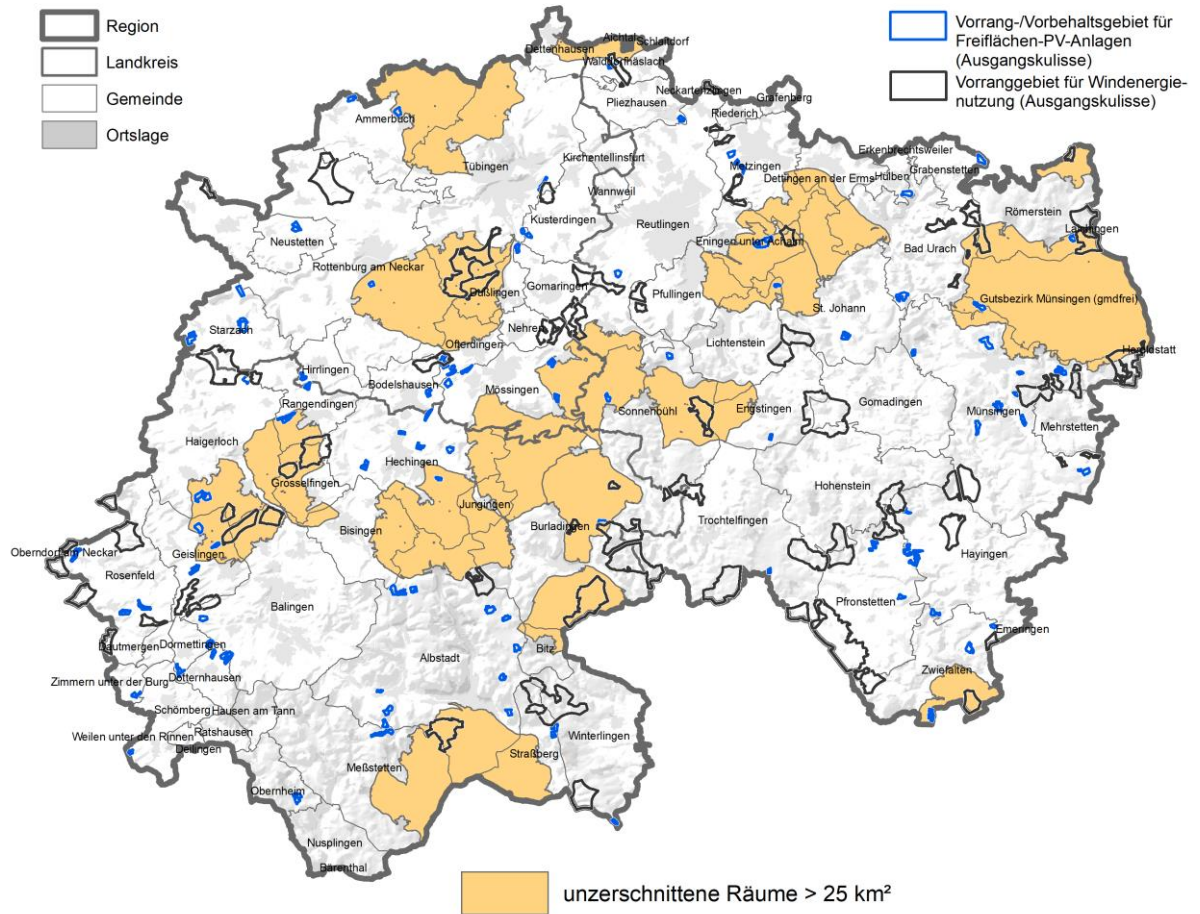 Region
Landkreis
Gemeinde
Ortslage
Vorrang-/Vorbehaltsgebiet für
Freiflächen-PV-Anlagen
(Ausgangskulisse)
Vorranggebiet für Windenergie-
nutzung (Ausgangskulisse)
Aichtal
Schlaitdorf
Dettenhausen
Walddorfhäslach
Neckartenzlingen
Grafenberg
Pliezhausen
Riederich
Ammerbuch
Erkenbrechtsweiler
Tübingen
Kirchentellinsfurt
Metzingen
Grabenstetten
Dettingen an der Erms
Hülben
Wannweil
Römerstein
Kusterdingen
Reutlingen
Neustetten
Eningen unter Achalm
Bad Urach
Laichingen
Rottenburg am Neckar
Dußlingen
Gomaringen
Pfullingen
Gutsbezirk Münsingen (gmdfrei)
St. Johann
Starzach
Nehren
Ofterdingen
Lichtenstein
Heroldstatt
Hirrlingen
Bodelshausen
Mössingen
Rangendingen
Sonnenbühl
Engstingen
Gomadingen
Münsingen
Mehrstetten
Haigerloch
Hechingen
Grosselfingen
Hohenstein
Jungingen
Trochtelfingen
Bisingen
Burladingen
Oberndorf am Neckar
Geislingen
Hayingen
Rosenfeld
Balingen
Pfronstetten
Dautmergen
Dormettingen
Emeringen
Bitz
Albstadt
Zwiefalten
Zimmern unter der Burg
Dotternhausen
Schömberg
Hausen am Tann
Weilen unter den Rinnen
Ratshausen
Winterlingen
Deilingen
Straßberg
Meßstetten
Obernheim
Nusplingen
Bärenthal
unzerschnittene Räume > 25 km²